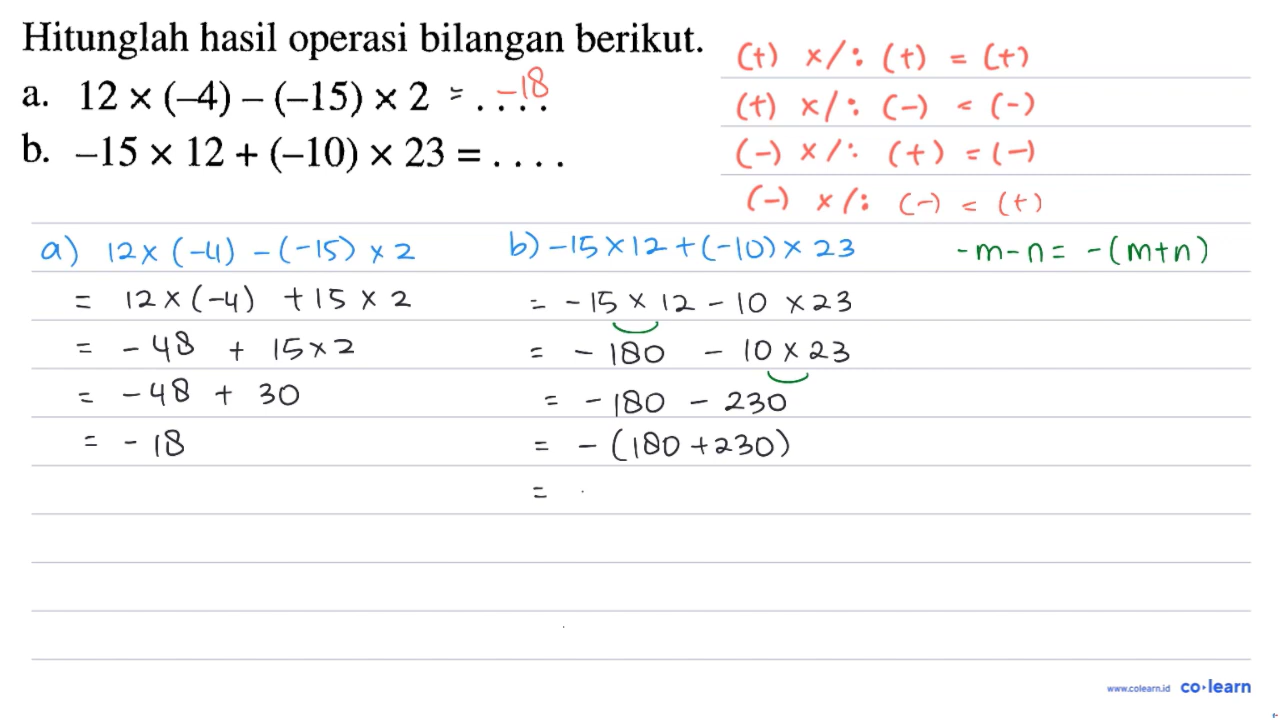 Hitunglah hasil operasi bilangan berikut.
a. 12 × (–4) – (–15) × 2 = .... -18
b. –15 × 12 + (–10) × 23 = ....
(+) ×/: (+) = (+)
(+) ×/: (-) = (-)
(-) ×/: (+) = (-)
(-) ×/: (-) = (+)
a) 12 × (-4) - (-15) × 2
= 12 × (-4) + 15 × 2
= - 48 + 15 × 2
= - 48 + 30
= - 18
b) -15 × 12 + (-10) × 23
= - 15 × 12 - 10 × 23
= - 180 - 10 × 23
= - 180 - 230
= - (180 + 230)
=
-m-n = -(m+n)
www.colearn.id co·learn